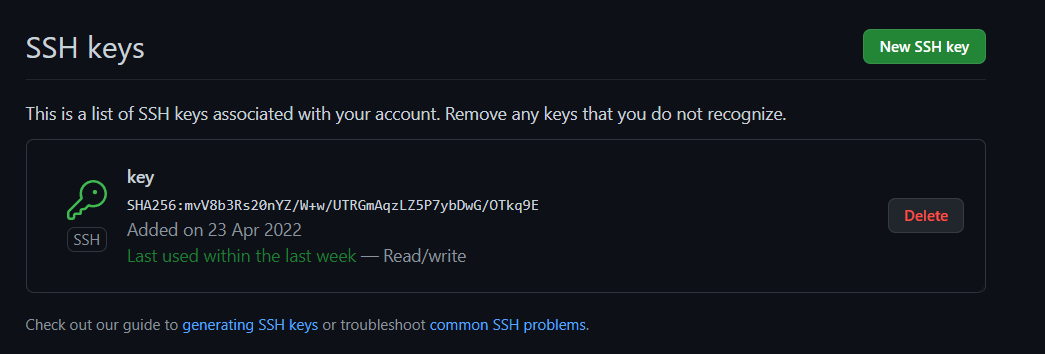 SSH keys
New SSH key
This is a list of SSH keys associated with your account. Remove any keys that you do not recognize.
key
SHA256:mvV8b3Rs20nYZ/W+w/UTRGmAqzLZ5P7ybDwG/OTkq9E
Added on 23 Apr 2022
Last used within the last week — Read/write
SSH
Delete
Check out our guide to generating SSH keys or troubleshoot common SSH problems.